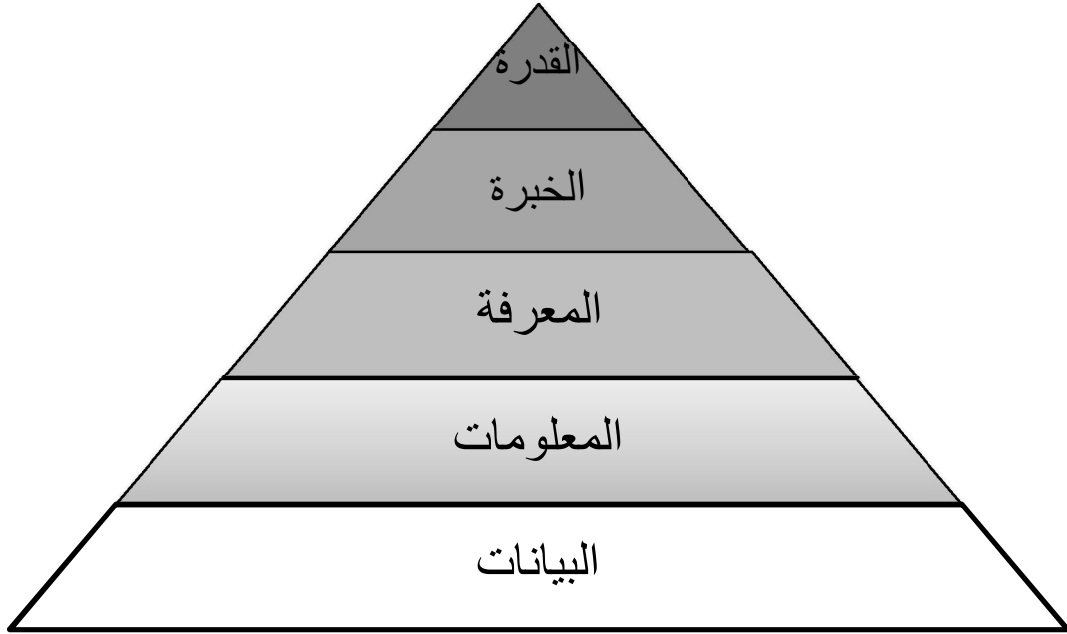 القدرة
الخبرة
المعرفة
المعلومات
البيانات